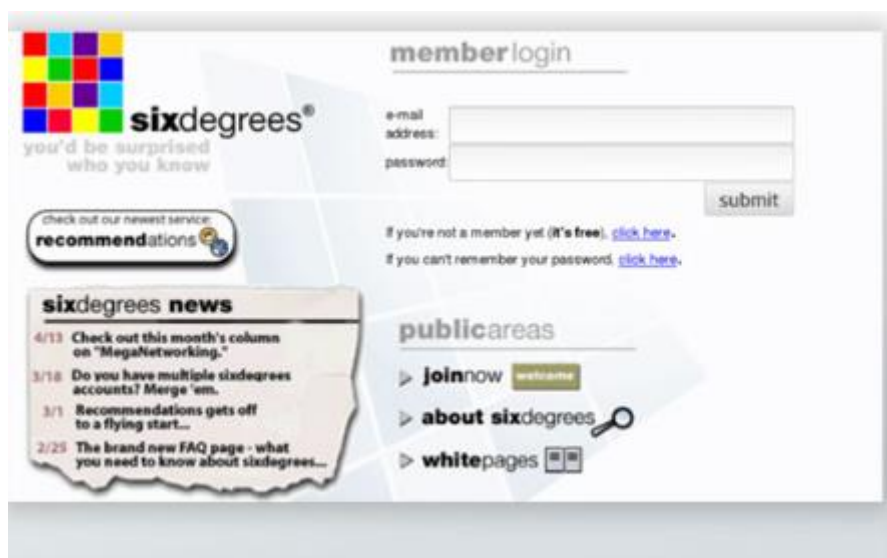 sixdegrees®
you'd be surprised
who you know
check out our newest service:
recommendations
sixdegrees news
4/13 Check out this month's column
on "MegaNetworking."
3/18 Do you have multiple sixdegrees
accounts? Merge 'em.
3/1 Recommendations gets off
to a flying start...
2/25 The brand new FAQ page - what
you need to know about sixdegrees...
memberlogin
e-mail
address:
password:
submit
If you're not a member yet (it's free), click here.
If you can't remember your password, click here.
publicareas
joinnow welcome
about sixdegrees
whitepages